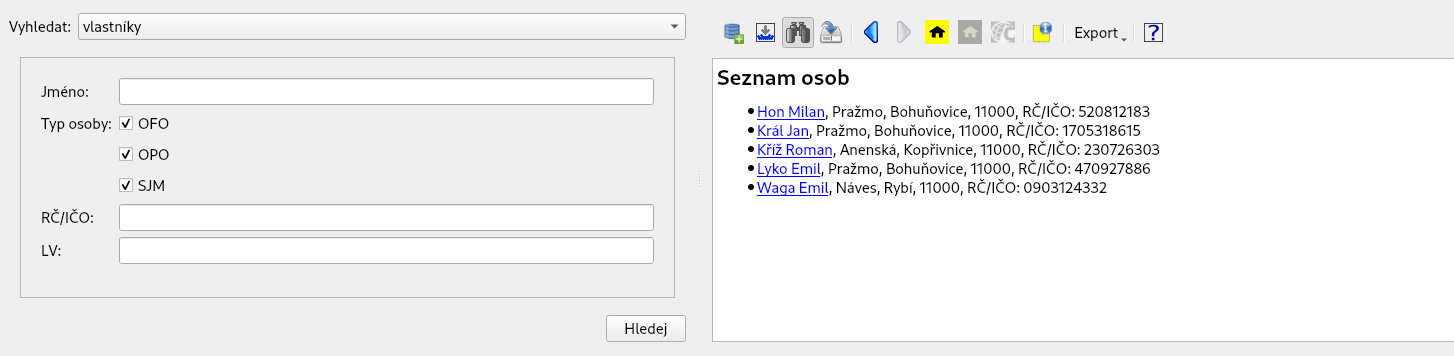 Vyhledat: vlastníky
Jméno:
Typ osoby: OFO
OPO
SJM
RČ/IČO:
LV:
Hledej
Export
?
Seznam osob
Hon Milan, Pražmo, Bohuňovice, 11000, RČ/IČO: 520812183
Král Jan, Pražmo, Bohuňovice, 11000, RČ/IČO: 1705318615
Kříž Roman, Anenská, Kopřivnice, 11000, RČ/IČO: 230726303
Lyko Emil, Pražmo, Bohuňovice, 11000, RČ/IČO: 470927886
Waga Emil, Náves, Rybí, 11000, RČ/IČO: 0903124332